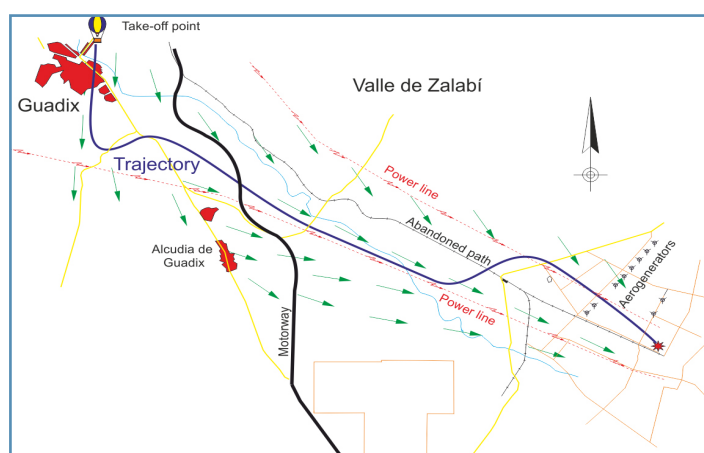 Take-off point
Valle de Zalabí
Guadix
Trajectory
Power line
Abandoned path
Alcudia de
Guadix
Aerogenerators
Power line
Motorway